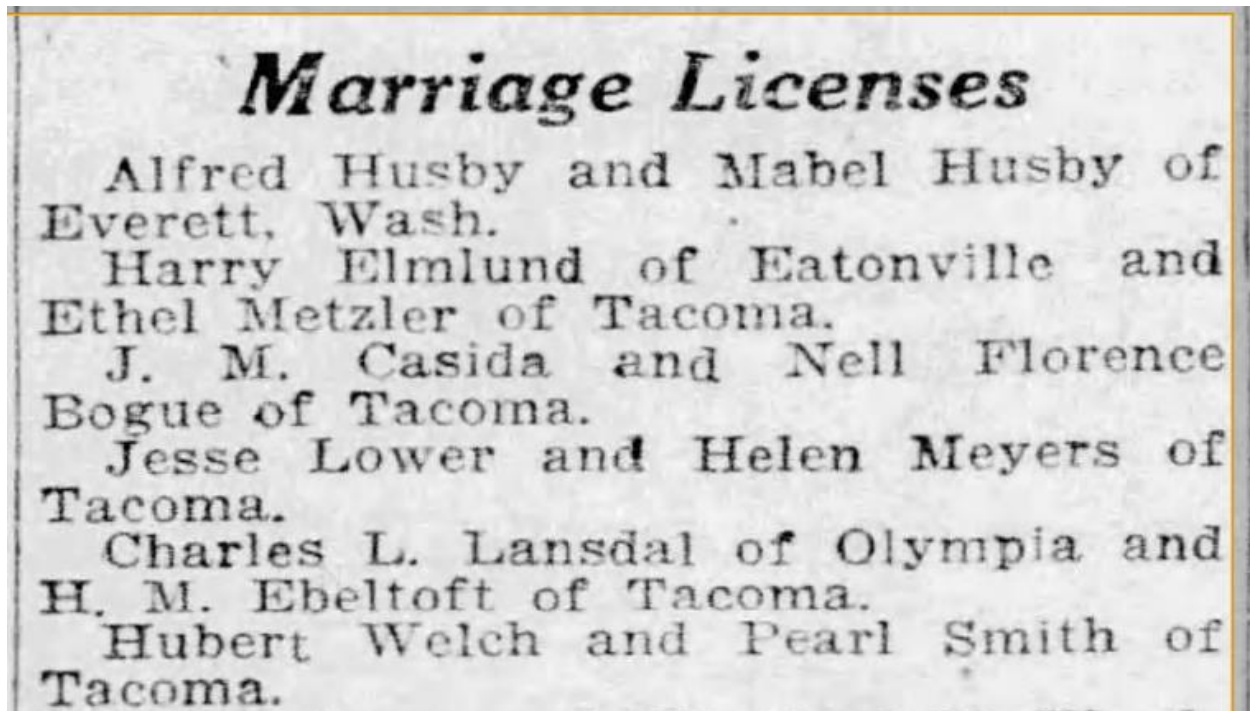 Marriage Licenses
Alfred Husby and Mabel Husby of
Everett, Wash.
Harry Elmlund of Eatonville and
Ethel Metzler of Tacoma.
J. M. Casida and Nell Florence
Bogue of Tacoma.
Jesse Lower and Helen Meyers of
Tacoma.
Charles L. Lansdal of Olympia and
H. M. Ebeltoft of Tacoma.
Hubert Welch and Pearl Smith of
Tacoma.